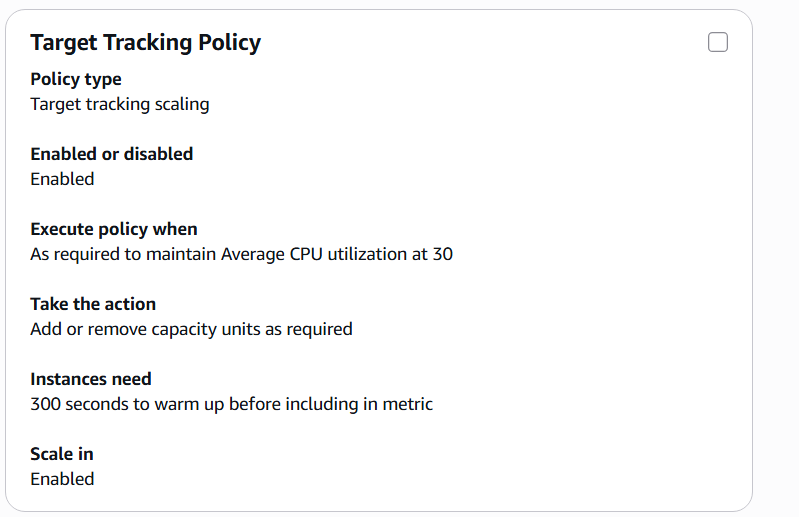 Target Tracking Policy
Policy type
Target tracking scaling
Enabled or disabled
Enabled
Execute policy when
As required to maintain Average CPU utilization at 30
Take the action
Add or remove capacity units as required
Instances need
300 seconds to warm up before including in metric
Scale in
Enabled